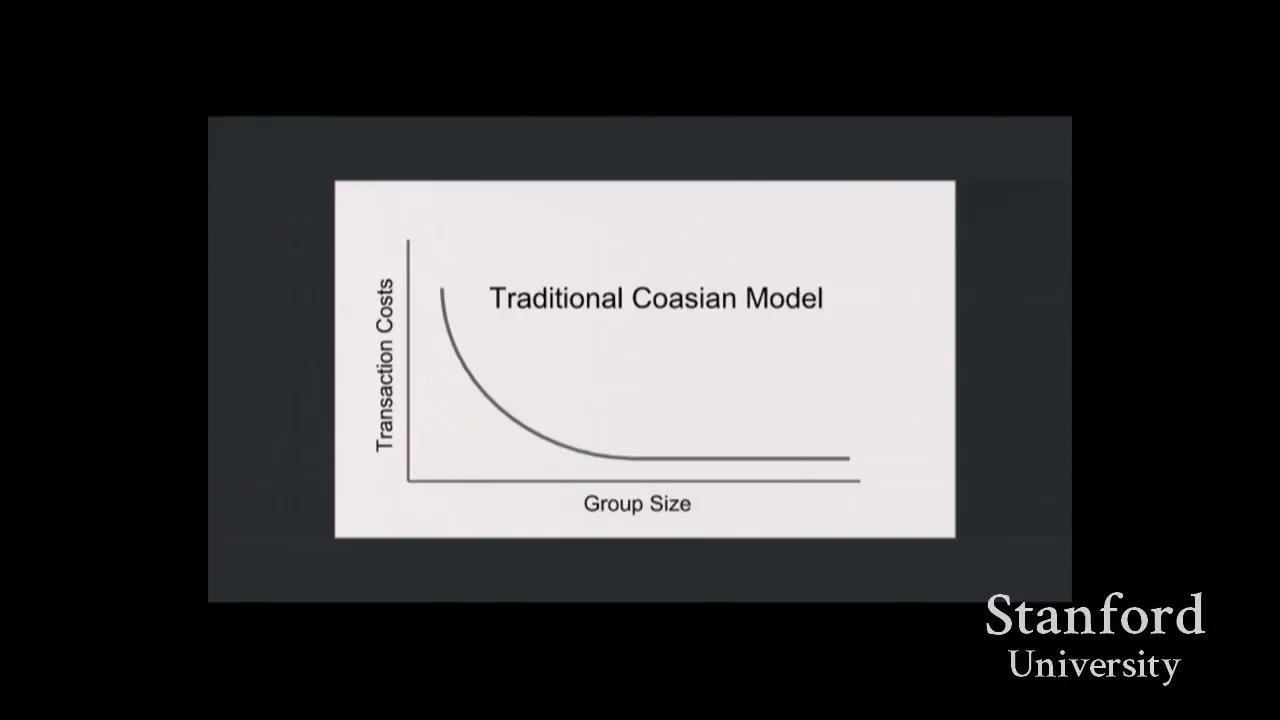 Traditional Coasian Model
Transaction Costs
Group Size
Stanford
University